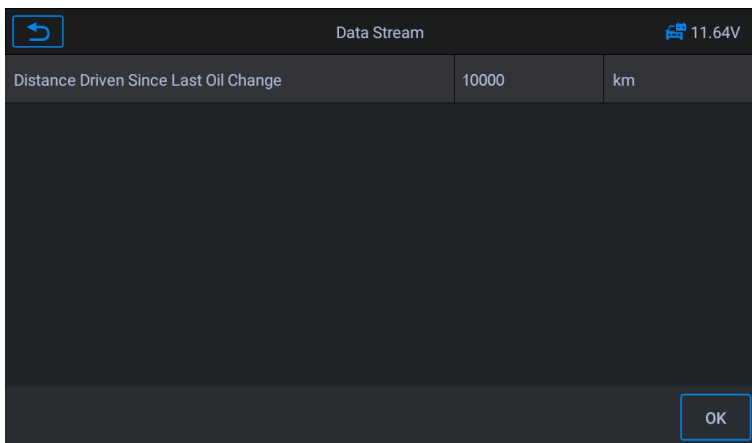 Data Stream
11.64V
Distance Driven Since Last Oil Change 10000 km
OK